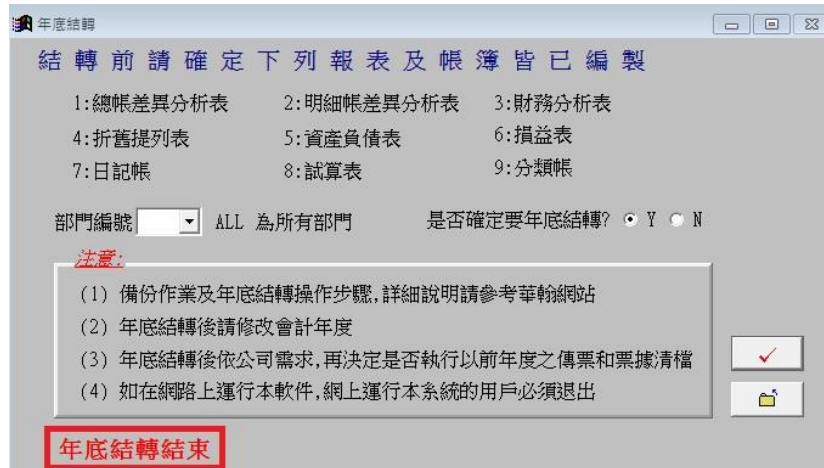 年底結轉
結轉前請確定下列報表及帳簿皆已編製
1:總帳差異分析表 2:明細帳差異分析表 3:財務分析表
4:折舊提列表 5:資產負債表 6:損益表
7:日記帳 8:試算表 9:分類帳
部門編號 ALL 為所有部門 是否確定要年底結轉? Y N
注意:
(1) 備份作業及年底結轉操作步驟,詳細說明請參考華翰網站
(2) 年底結轉後請修改會計年度
(3) 年底結轉後依公司需求,再決定是否執行以前年度之傳票和票據清檔
(4) 如在網路上運行本軟件,網上運行本系統的用戶必須退出
年底結轉結束